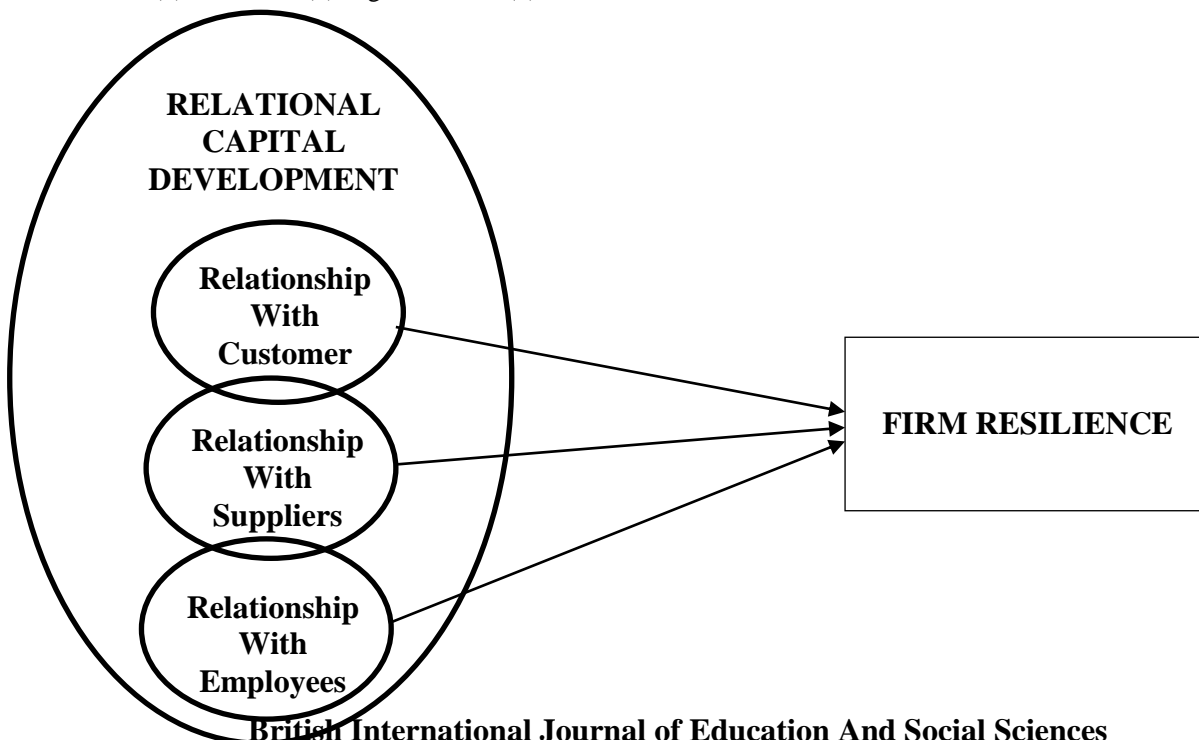 RELATIONAL
CAPITAL
DEVELOPMENT
Relationship
With
Customer
Relationship
With
Suppliers
Relationship
With
Employees
FIRM RESILIENCE
British International Journal of Education And Social Sciences